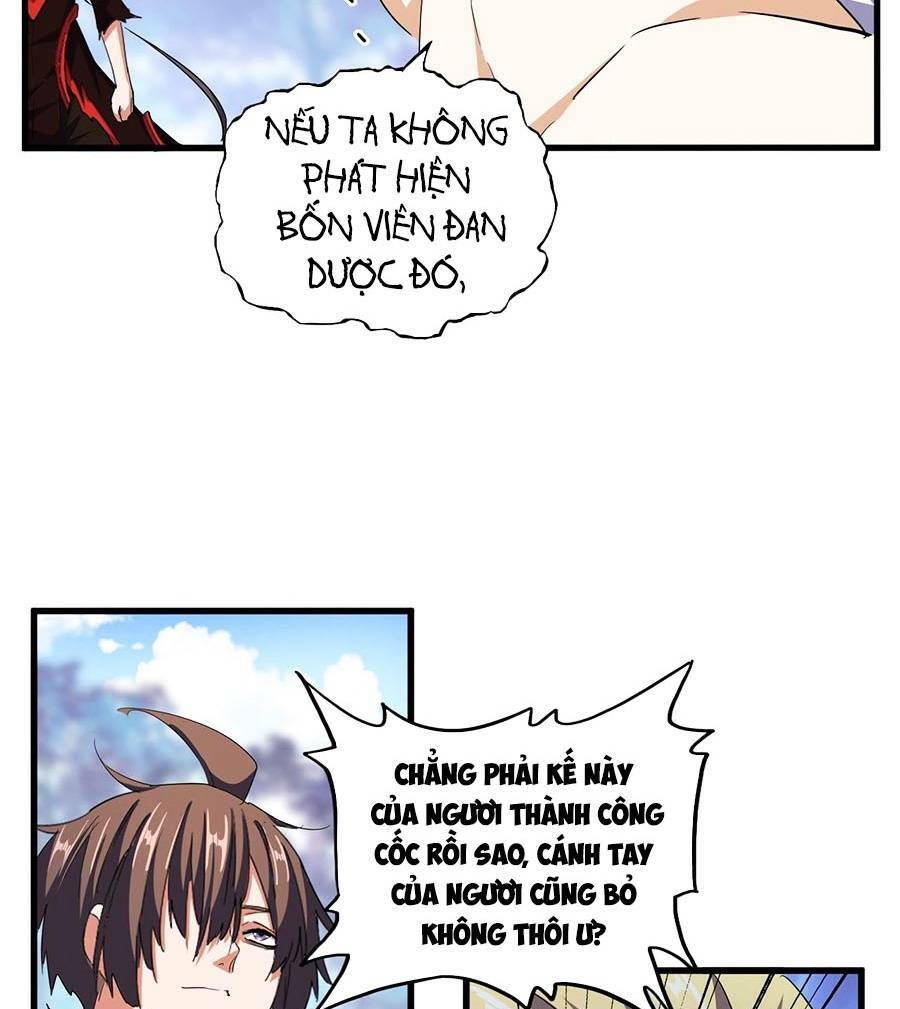 NẾU TA KHÔNG
PHÁT HIỆN
BỐN VIÊN ĐAN
DƯỢC ĐÓ,
CHẲNG PHẢI KẾ NÀY
CỦA NGƯƠI THÀNH CÔNG
CỐC RỒI SAO, CÁNH TAY
CỦA NGƯƠI CŨNG BỎ
KHÔNG THÔI Ư?